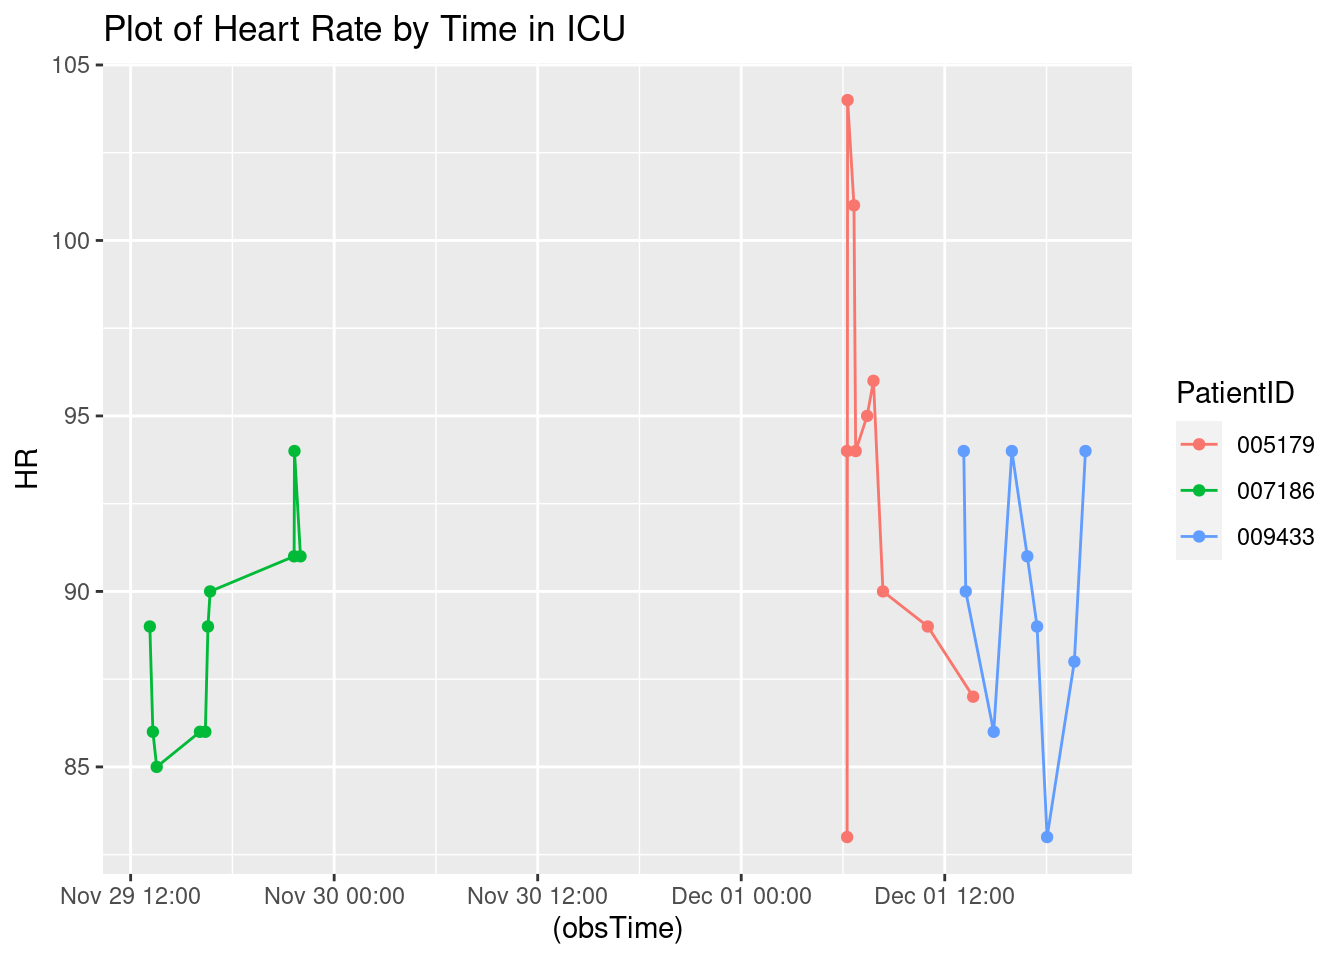 Plot of Heart Rate by Time in ICU
105
100
95
90
85
HR
Nov 29 12:00
Nov 30 00:00
Nov 30 12:00
Dec 01 00:00
Dec 01 12:00
(obsTime)
PatientID
005179
007186
009433